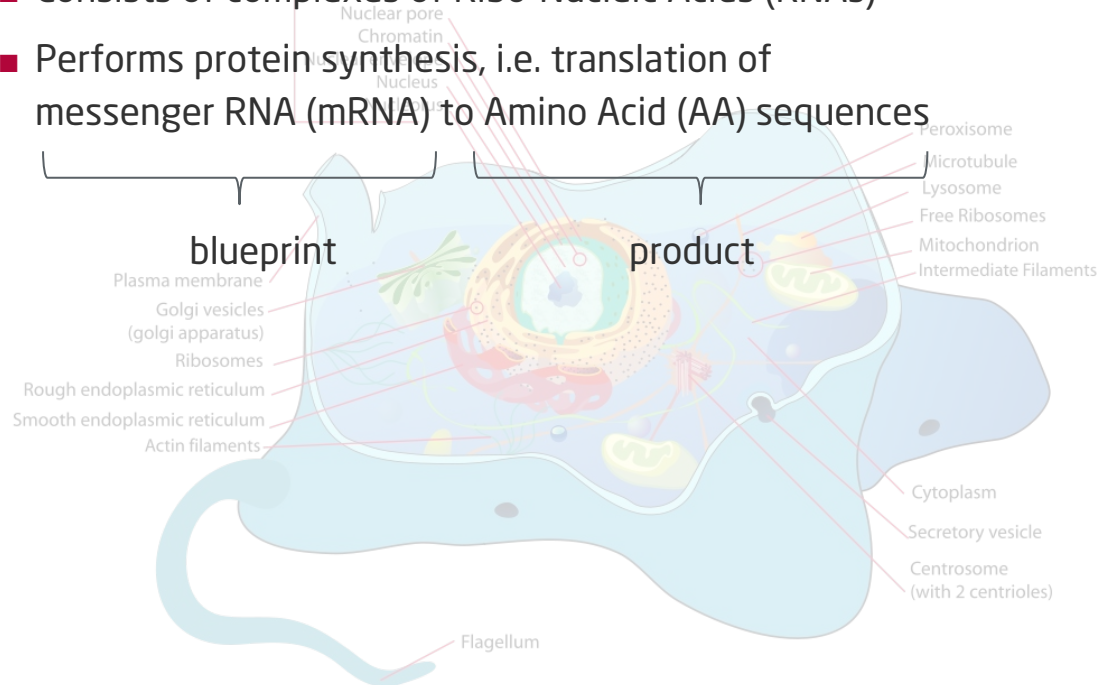 Consists of complexes of Ribo Nucleic Acids (RNAs)
Nuclear pore
Chromatin
Nuclear envelope
Nucleus
Performs protein synthesis, i.e. translation of
messenger RNA (mRNA) to Amino Acid (AA) sequences
blueprint
product
Plasma membrane
Golgi vesicles
(golgi apparatus)
Ribosomes
Rough endoplasmic reticulum
Smooth endoplasmic reticulum
Actin filaments
Peroxisome
Microtubule
Lysosome
Free Ribosomes
Mitochondrion
Intermediate Filaments
Cytoplasm
Secretory vesicle
Centrosome
(with 2 centrioles)
Flagellum